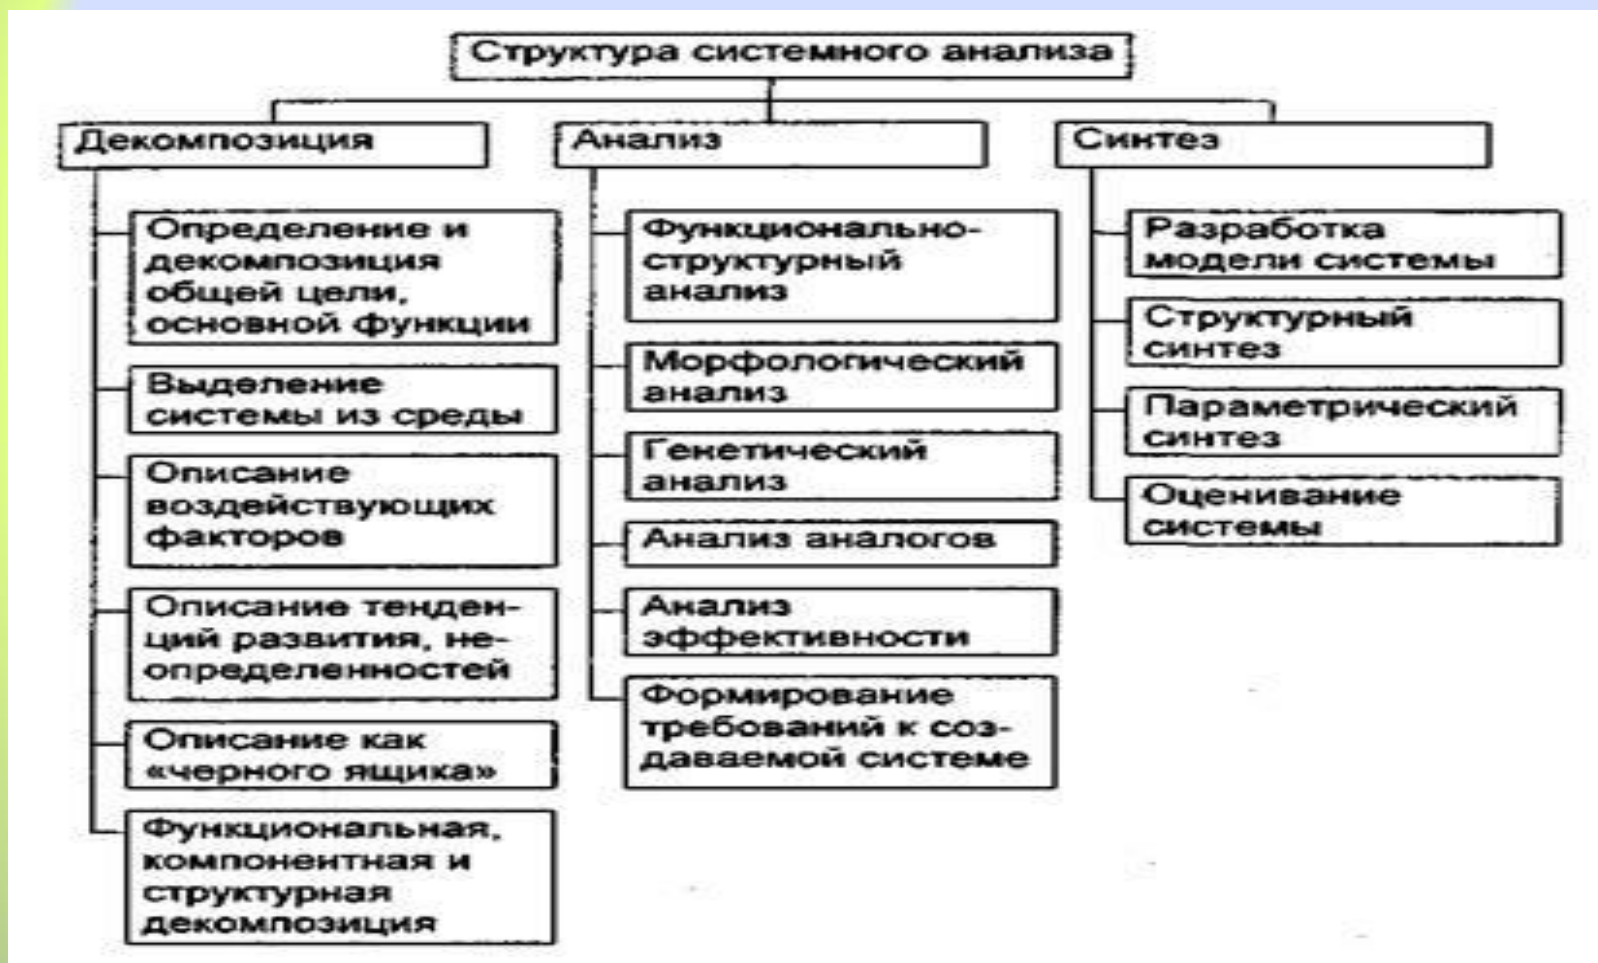 Структура системного анализа
Декомпозиция
Определение и
декомпозиция
общей цели,
основной функции
Выделение
системы из среды
Описание
воздействующих
факторов
Описание тенден-
ций развития, не-
определенностей
Описание как
«черного ящика»
Функциональная,
компонентная и
структурная
декомпозиция
Анализ
Функционально-
структурный
анализ
Морфологический
анализ
Генетический
анализ
Анализ аналогов
Анализ
эффективности
Формирование
требований к соз-
даваемой системе
Синтез
Разработка
модели системы
Структурный
синтез
Параметрический
синтез
Оценивание
системы